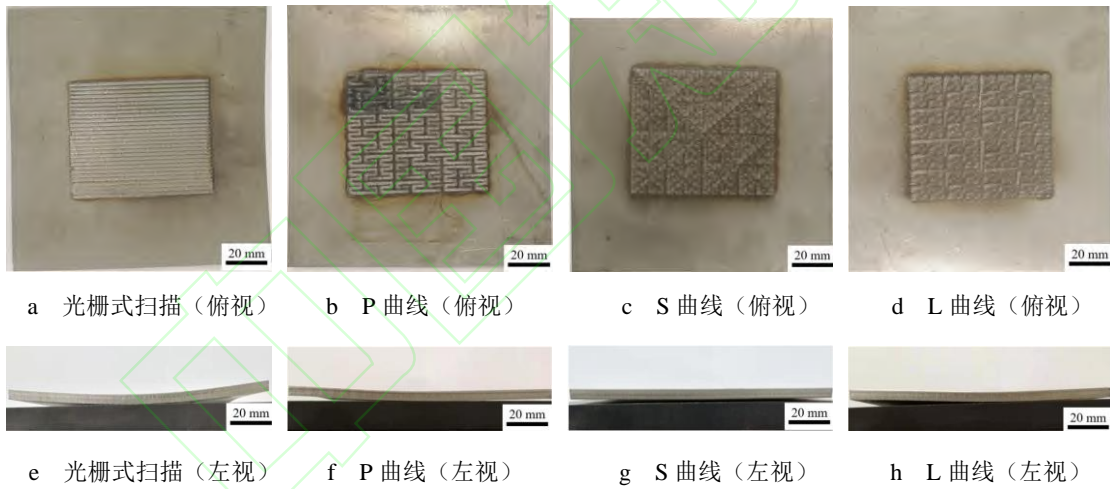 20 mm 20 mm 20 mm 20 mm
a 光栅式扫描（俯视） b P 曲线（俯视） c S 曲线（俯视） d L 曲线（俯视）
20 mm 20 mm 20 mm 20 mm
e 光栅式扫描（左视） f P 曲线（左视） g S 曲线（左视） h L 曲线（左视）